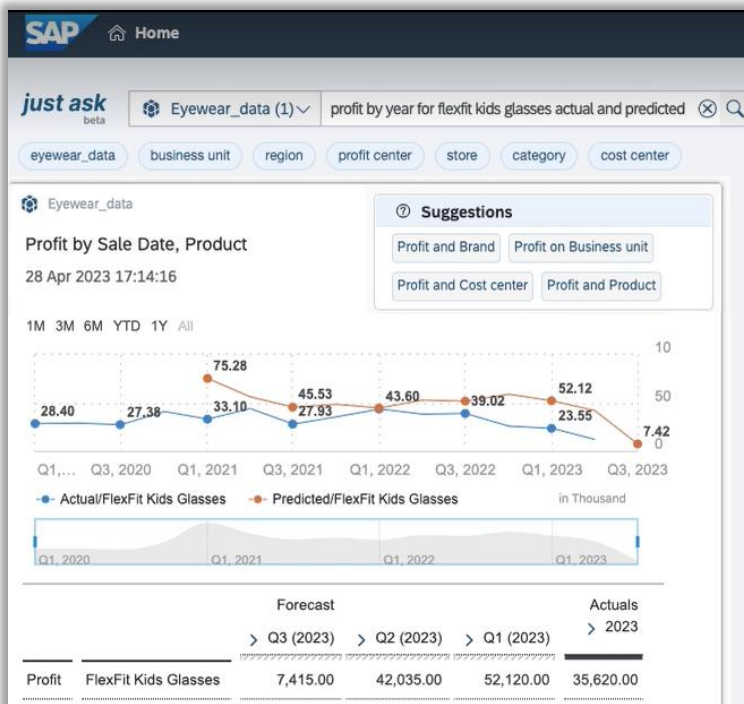 SAP Home
just ask
beta
Eyewear_data (1)
profit by year for flexfit kids glasses actual and predicted
eyewear_data business unit region profit center store category cost center
Eyewear_data
Suggestions
Profit and Brand Profit on Business unit
Profit and Cost center Profit and Product
Profit by Sale Date, Product
28 Apr 2023 17:14:16
1M 3M 6M YTD 1Y All
10
50
0
75.28
45.53
43.60
39.02
52.12
28.40
27.38
33.10
27.93
23.55
7.42
Q1,... Q3, 2020 Q1, 2021 Q3, 2021 Q1, 2022 Q3, 2022 Q1, 2023 Q3, 2023
Actual/FlexFit Kids Glasses Predicted/FlexFit Kids Glasses in Thousand
Q1, 2020 Q1, 2021 Q1, 2022 Q1, 2023
Forecast Actuals
Q3 (2023) Q2 (2023) Q1 (2023) 2023
Profit FlexFit Kids Glasses 7,415.00 42,035.00 52,120.00 35,620.00